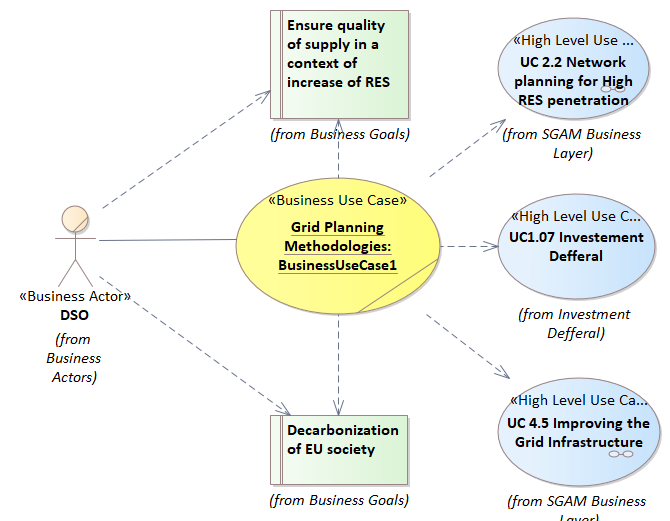 Ensure quality
of supply in a
context of
increase of RES
(from Business Goals)
«High Level Use ...
UC 2.2 Network
planning for High
RES penetration
(from SGAM Business
Layer)
«Business Use Case»
Grid Planning
Methodologies:
BusinessUseCase1
«High Level Use C...
UC1.07 Investement
Defferal
(from Investment
Defferal)
«Business Actor»
DSO
(from
Business
Actors)
Decarbonization
of EU society
(from Business Goals)
«High Level Use Ca...
UC 4.5 Improving the
Grid Infrastructure
(from SGAM Business
Layer)